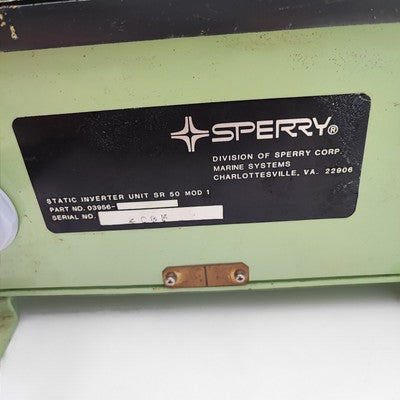 SPERRY®
DIVISION OF SPERRY CORP.
MARINE SYSTEMS
CHARLOTTESVILLE, VA. 22906
STATIC INVERTER UNIT SR 50 MOD 1
PART NO. 03956-
SERIAL NO.